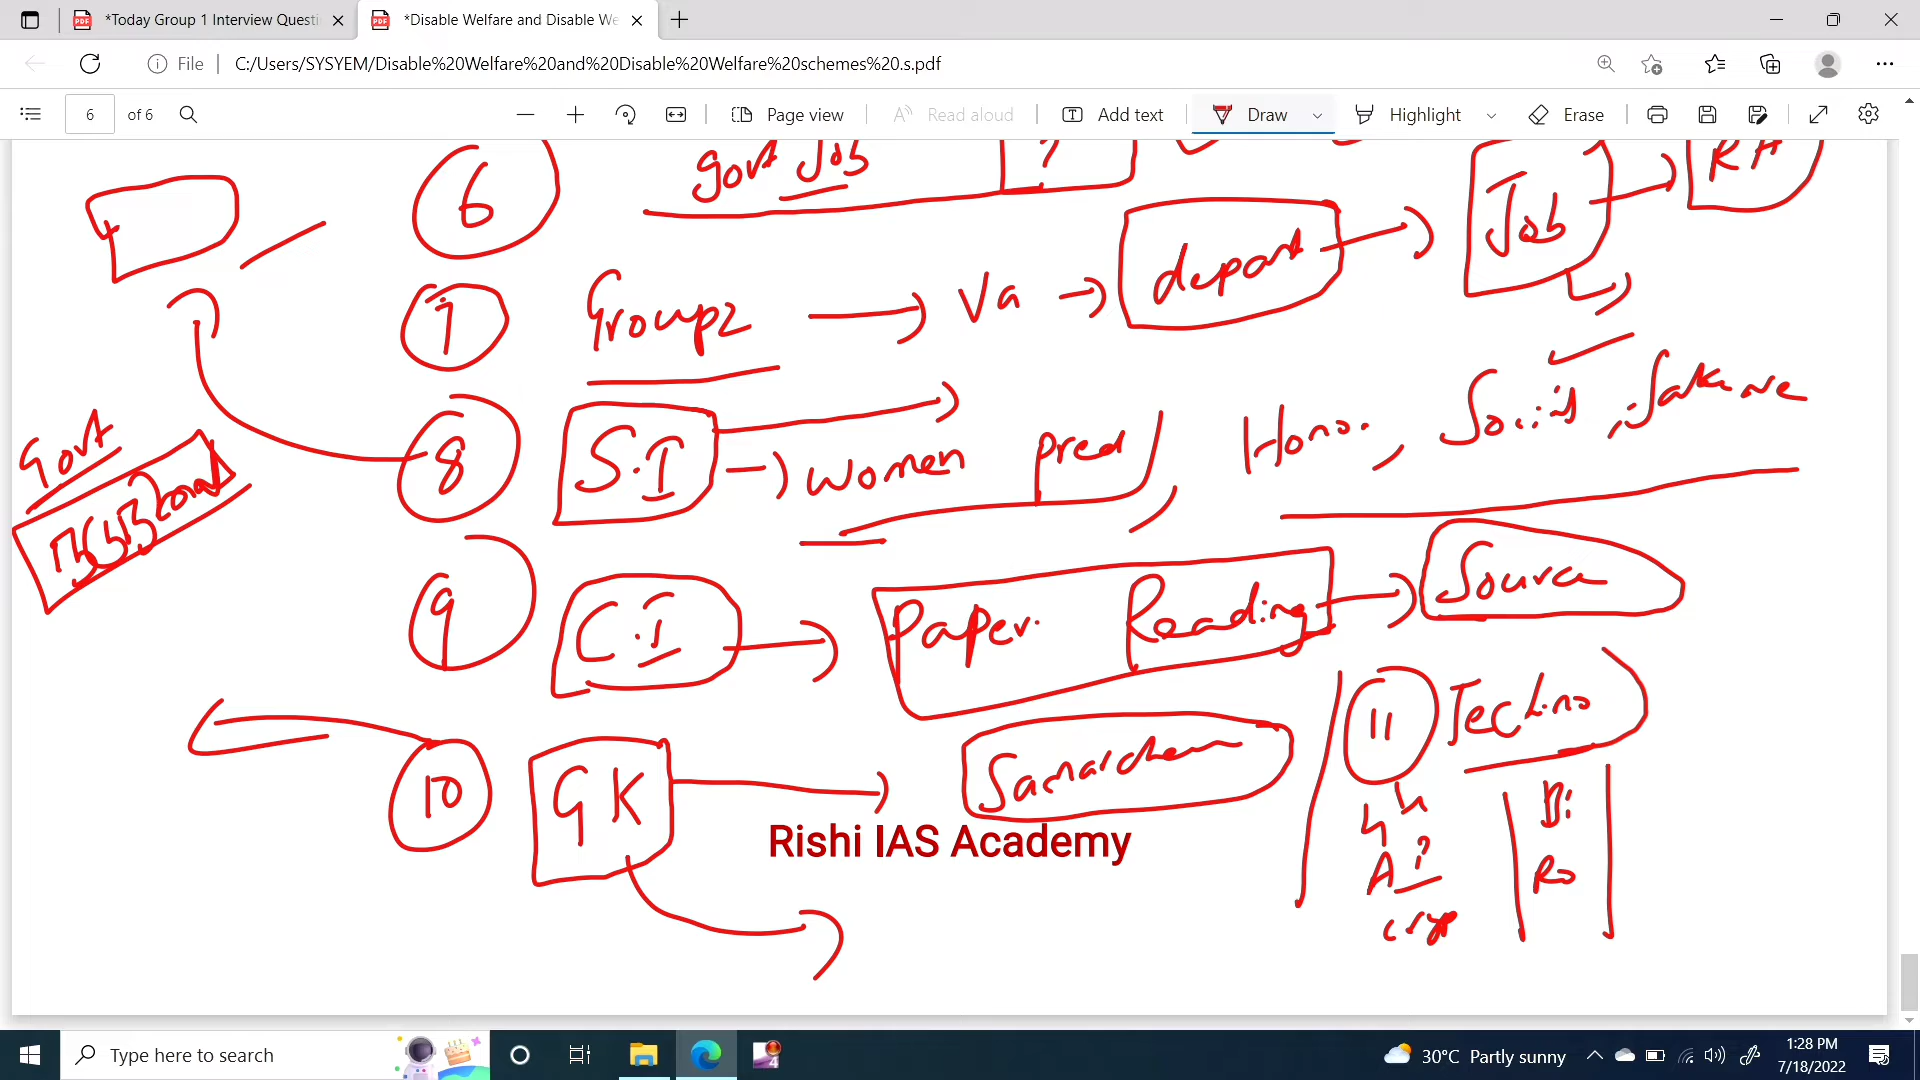 *Today Group 1 Interview Questi
*Disable Welfare and Disable We
File
C:/Users/SYSYEM/Disable%20Welfare%20and%20Disable%20Welfare%20schemes%20.s.pdf
6 of 6
Page view
Read aloud
Add text
Draw
Highlight
Erase
6 govt Job ?
Job
7 Group2 Va depart
8 S.I women pred , Hono. ,
Govt
9 C.I Paper. Reading Source
11 Techno
10 GK
A ?
Rishi IAS Academy
Type here to search
30°C Partly sunny
1:28 PM
7/18/2022